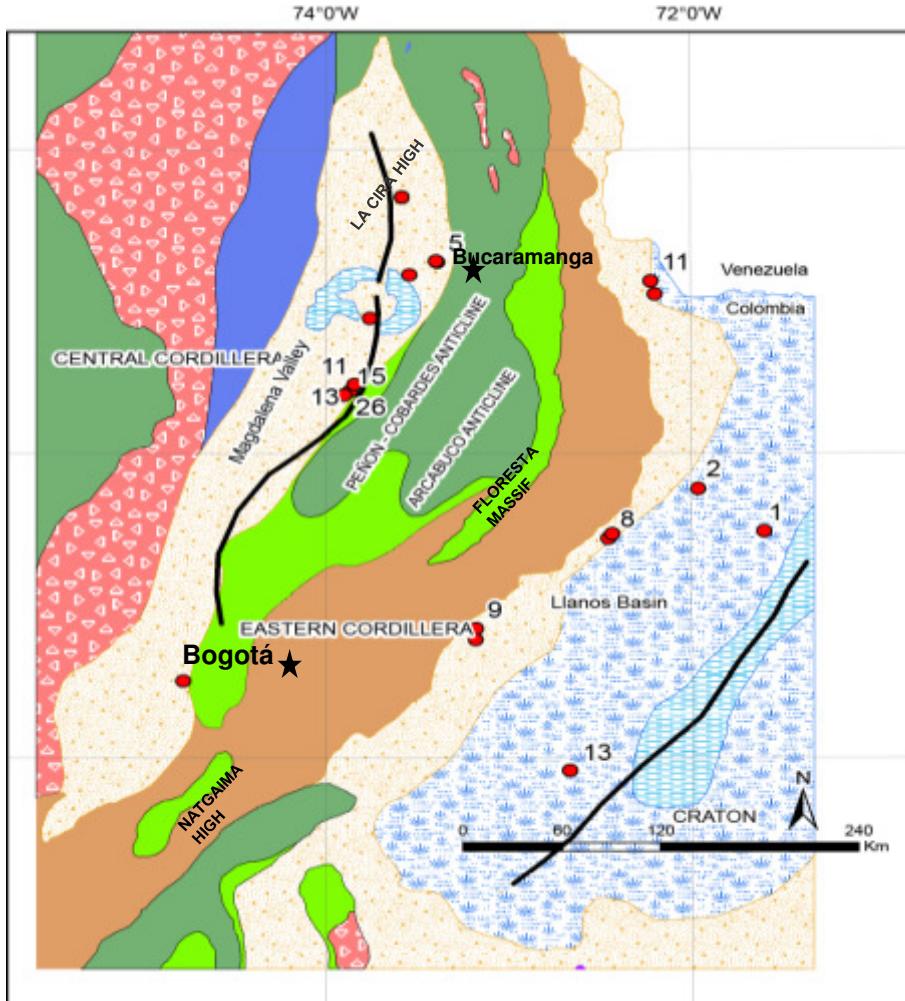 74°0'W
72°0'W
LA CIRA HIGH
5
Bucaramanga
11
Venezuela
Colombia
CENTRAL CORDILLERA
Magdalena Valley
11
15
13
26
PEÑON - COBARDES ANTICLINE
ARCABUCO ANTICLINE
FLORESTA
MASSIF
2
1
8
Llanos Basin
9
EASTERN CORDILLERA
Bogotá
13
NATGAIMA
HIGH
N
CRATON
0
60
120
240
Km